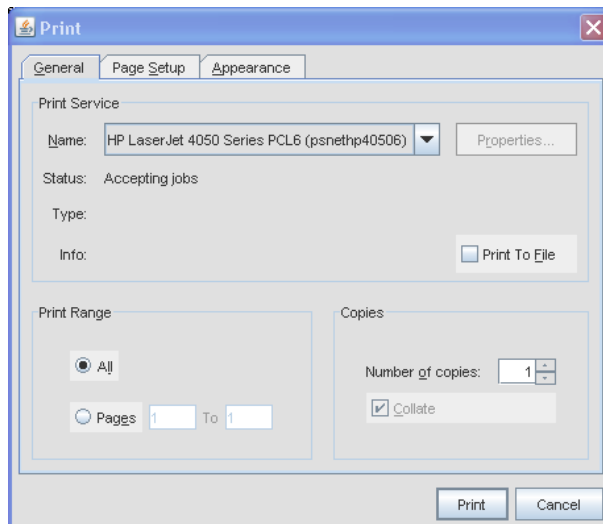 Print
General Page Setup Appearance
Print Service
Name: HP LaserJet 4050 Series PCL6 (psnethp40506) Properties...
Status: Accepting jobs
Type:
Info: Print To File
Print Range
All
Pages 1 To 1
Copies
Number of copies: 1
Collate
Print Cancel